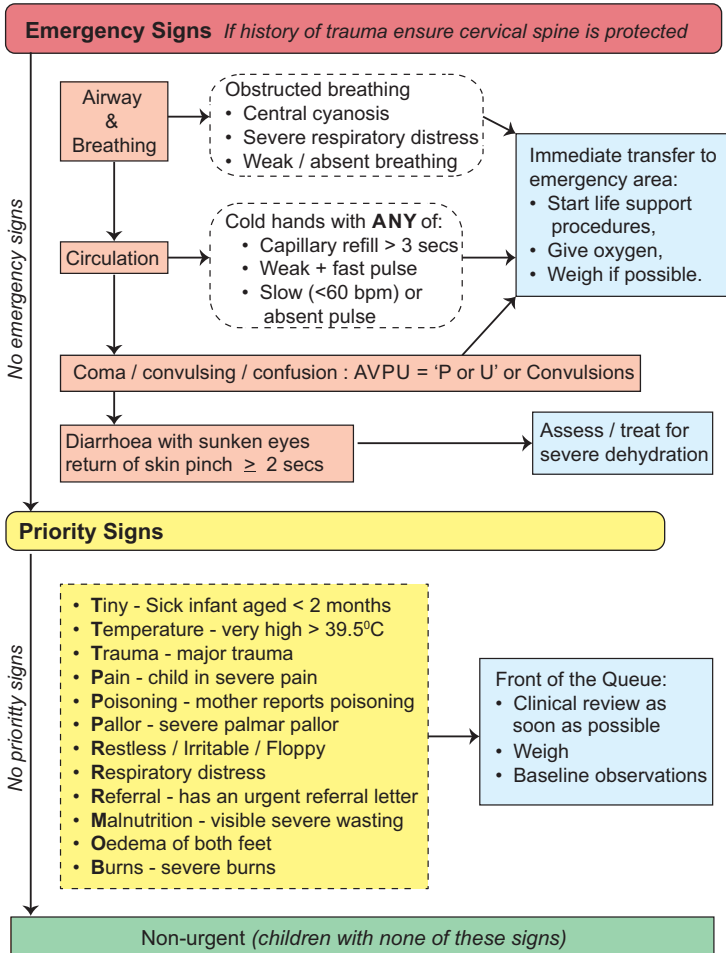 Emergency Signs If history of trauma ensure cervical spine is protected
No emergency signs
Airway
&
Breathing
Obstructed breathing
• Central cyanosis
• Severe respiratory distress
• Weak / absent breathing
Immediate transfer to
emergency area:
• Start life support
procedures,
• Give oxygen,
• Weigh if possible.
Circulation
Cold hands with ANY of:
• Capillary refill > 3 secs
• Weak + fast pulse
• Slow (<60 bpm) or
absent pulse
Coma / convulsing / confusion : AVPU = ‘P or U’ or Convulsions
Diarrhoea with sunken eyes
return of skin pinch ≥ 2 secs
Assess / treat for
severe dehydration
Priority Signs
No prioritty signs
• Tiny - Sick infant aged < 2 months
• Temperature - very high > 39.5⁰C
• Trauma - major trauma
• Pain - child in severe pain
• Poisoning - mother reports poisoning
• Pallor - severe palmar pallor
• Restless / Irritable / Floppy
• Respiratory distress
• Referral - has an urgent referral letter
• Malnutrition - visible severe wasting
• Oedema of both feet
• Burns - severe burns
Front of the Queue:
• Clinical review as
soon as possible
• Weigh
• Baseline observations
Non-urgent (children with none of these signs)